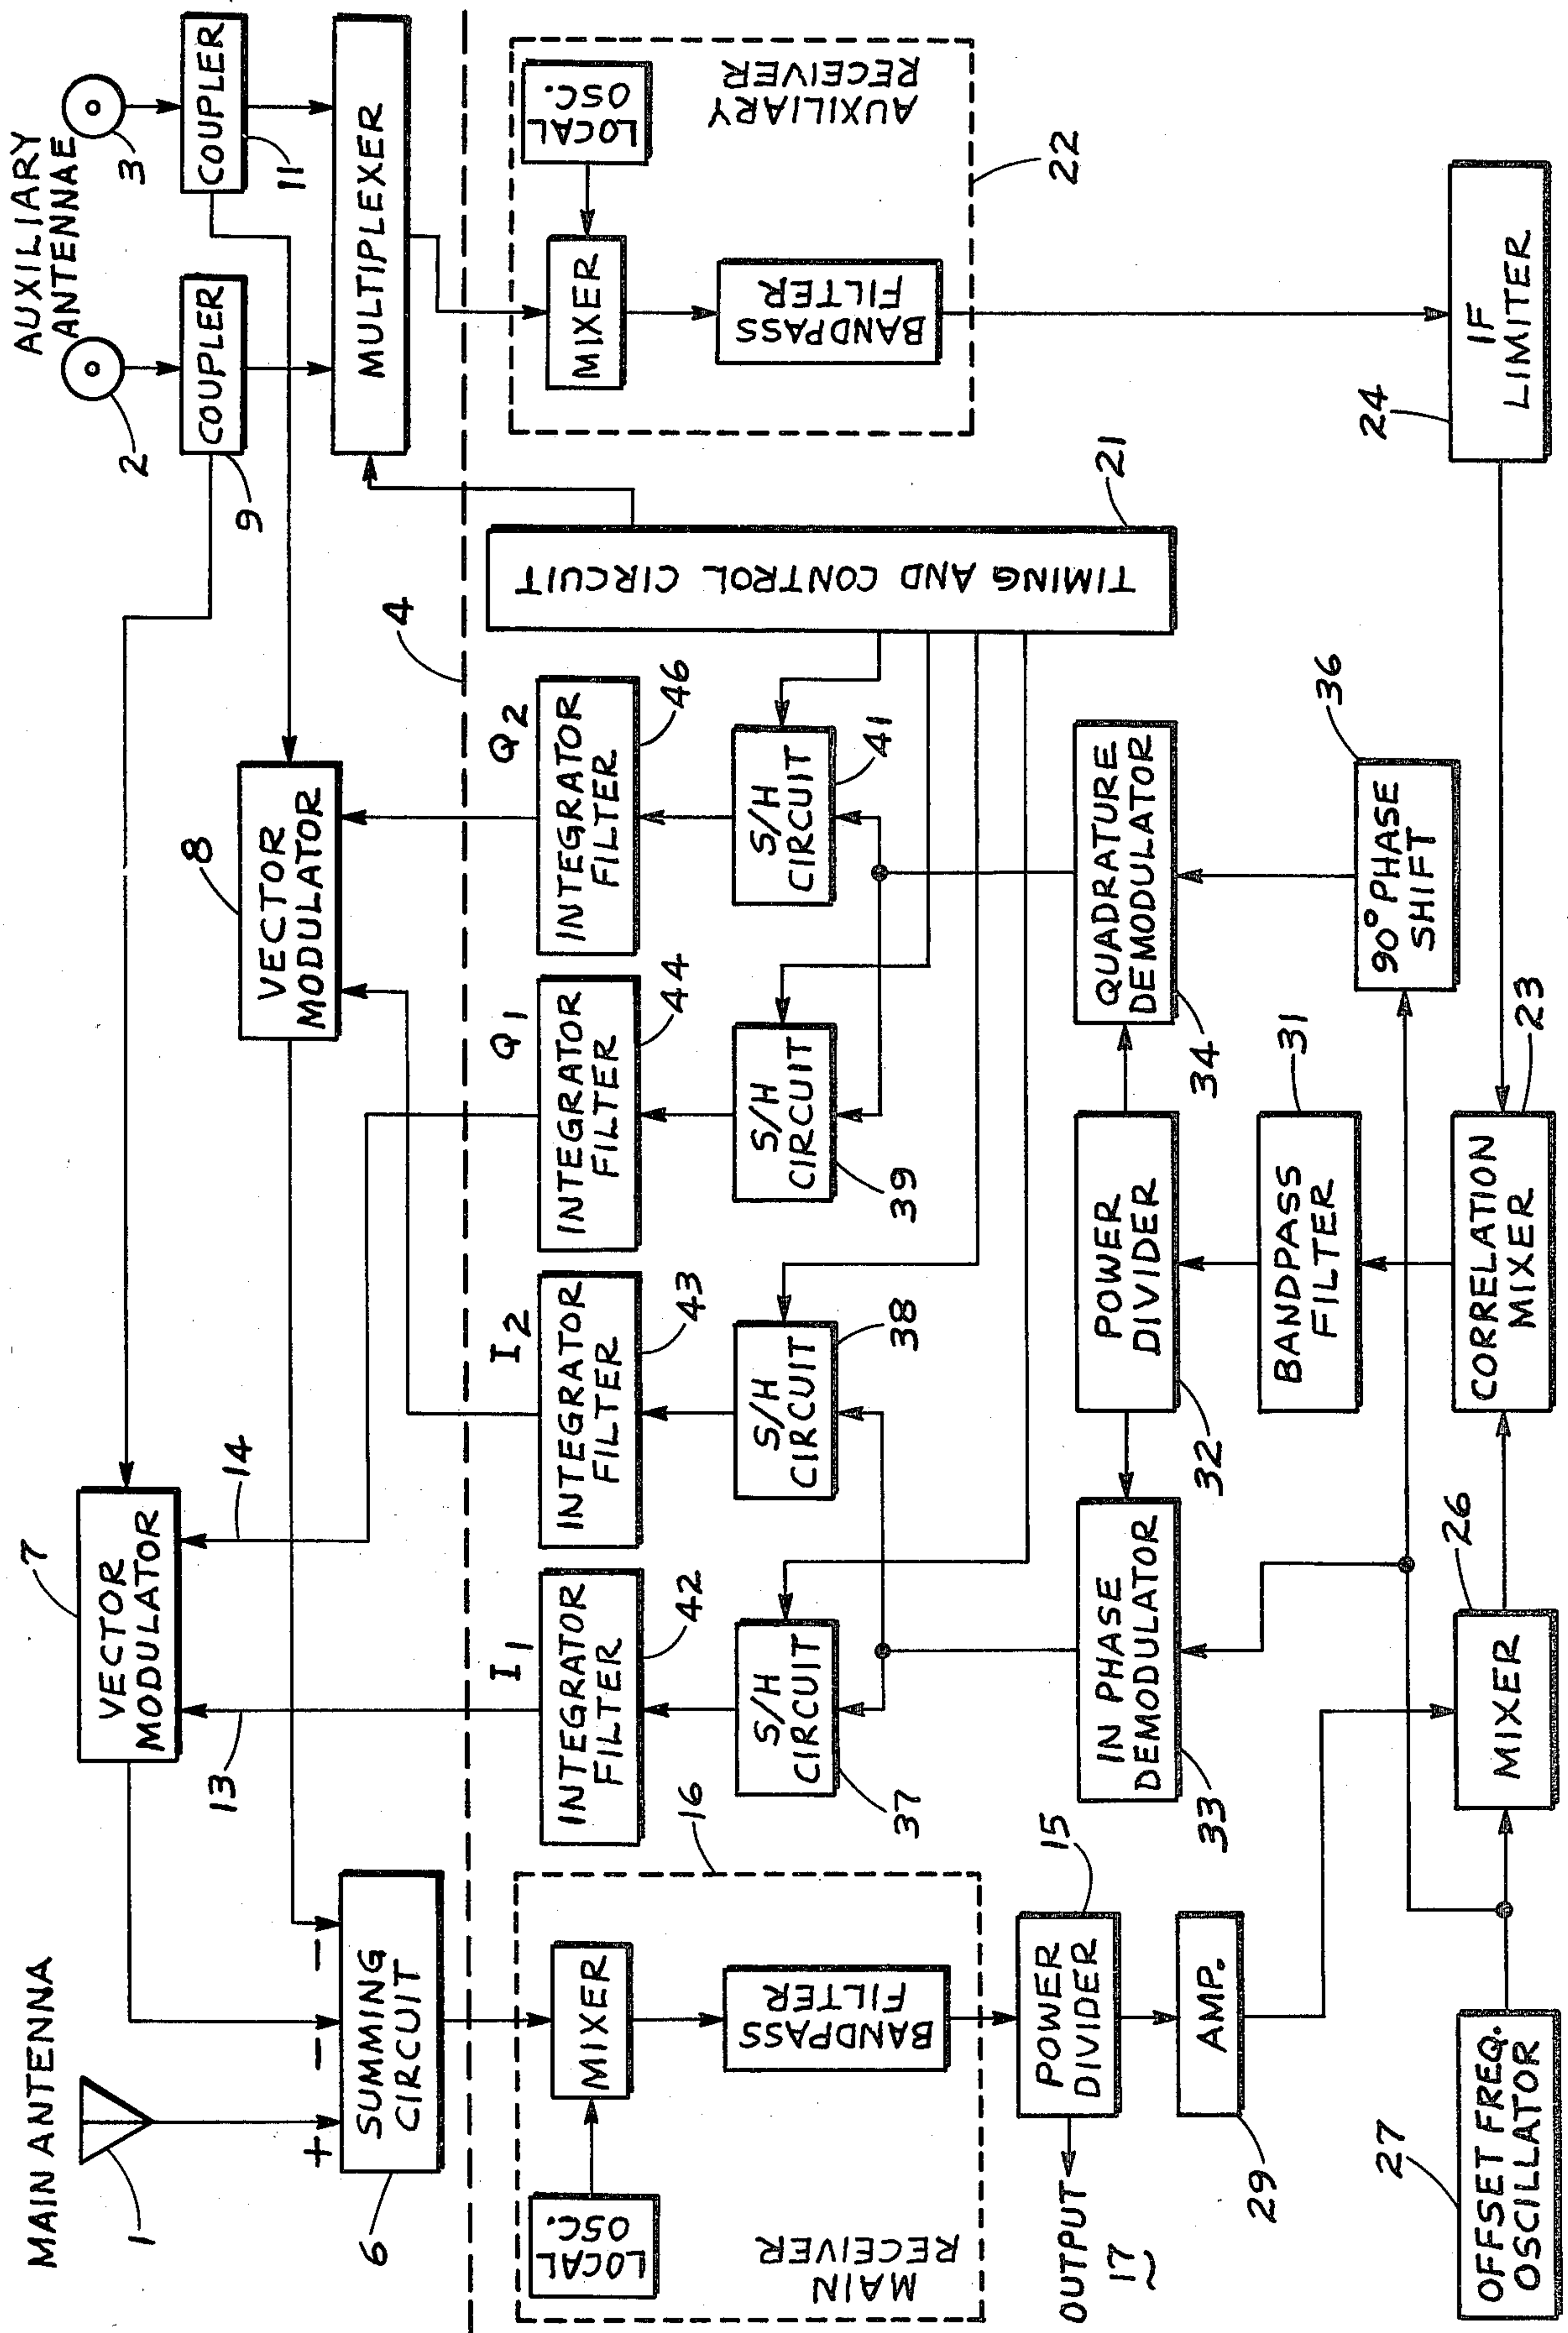 MAIN ANTENNA
1
AUXILIARY
ANTENNAE
2
3
7
VECTOR
MODULATOR
8
VECTOR
MODULATOR
COUPLER
9
COUPLER
11
MULTIPLEXER
+
–
–
SUMMING
CIRCUIT
6
13
14
4
16
LOCAL
OSC.
MIXER
BANDPASS
FILTER
MAIN
RECEIVER
I1
INTEGRATOR
FILTER
42
I2
INTEGRATOR
FILTER
43
Q1
INTEGRATOR
FILTER
44
Q2
INTEGRATOR
FILTER
46
S/H
CIRCUIT
37
S/H
CIRCUIT
38
S/H
CIRCUIT
39
S/H
CIRCUIT
41
TIMING AND CONTROL CIRCUIT
21
LOCAL
OSC.
MIXER
BANDPASS
FILTER
AUXILIARY
RECEIVER
22
OUTPUT
17
POWER
DIVIDER
15
AMP.
29
IN PHASE
DEMODULATOR
33
POWER
DIVIDER
32
QUADRATURE
DEMODULATOR
34
BANDPASS
FILTER
31
90° PHASE
SHIFT
36
27
OFFSET FREQ.
OSCILLATOR
MIXER
26
CORRELATION
MIXER
23
24
IF
LIMITER